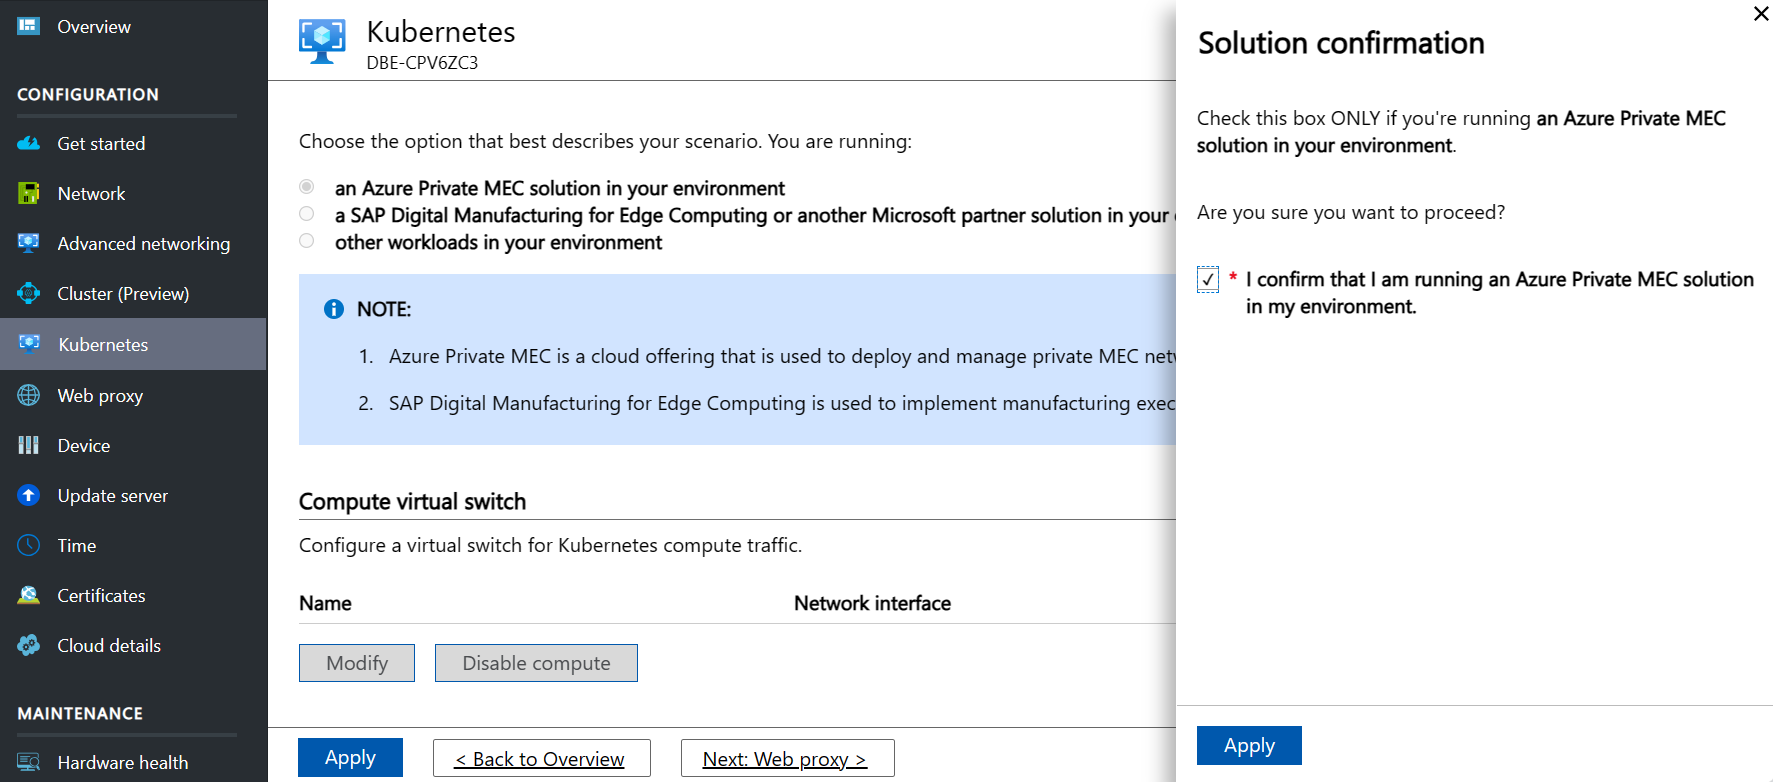 Overview
CONFIGURATION
Get started
Network
Advanced networking
Cluster (Preview)
Kubernetes
Web proxy
Device
Update server
Time
Certificates
Cloud details
MAINTENANCE
Hardware health
Kubernetes
DBE-CPV6ZC3
Choose the option that best describes your scenario. You are running:
an Azure Private MEC solution in your environment
a SAP Digital Manufacturing for Edge Computing or another Microsoft partner solution in your
other workloads in your environment
NOTE:
1. Azure Private MEC is a cloud offering that is used to deploy and manage private MEC
2. SAP Digital Manufacturing for Edge Computing is used to implement manufacturing
Compute virtual switch
Configure a virtual switch for Kubernetes compute traffic.
Name Network interface
Modify Disable compute
Apply < Back to Overview Next: Web proxy >
Solution confirmation
Check this box ONLY if you're running an Azure Private MEC
solution in your environment.
Are you sure you want to proceed?
* I confirm that I am running an Azure Private MEC solution
in my environment.
Apply